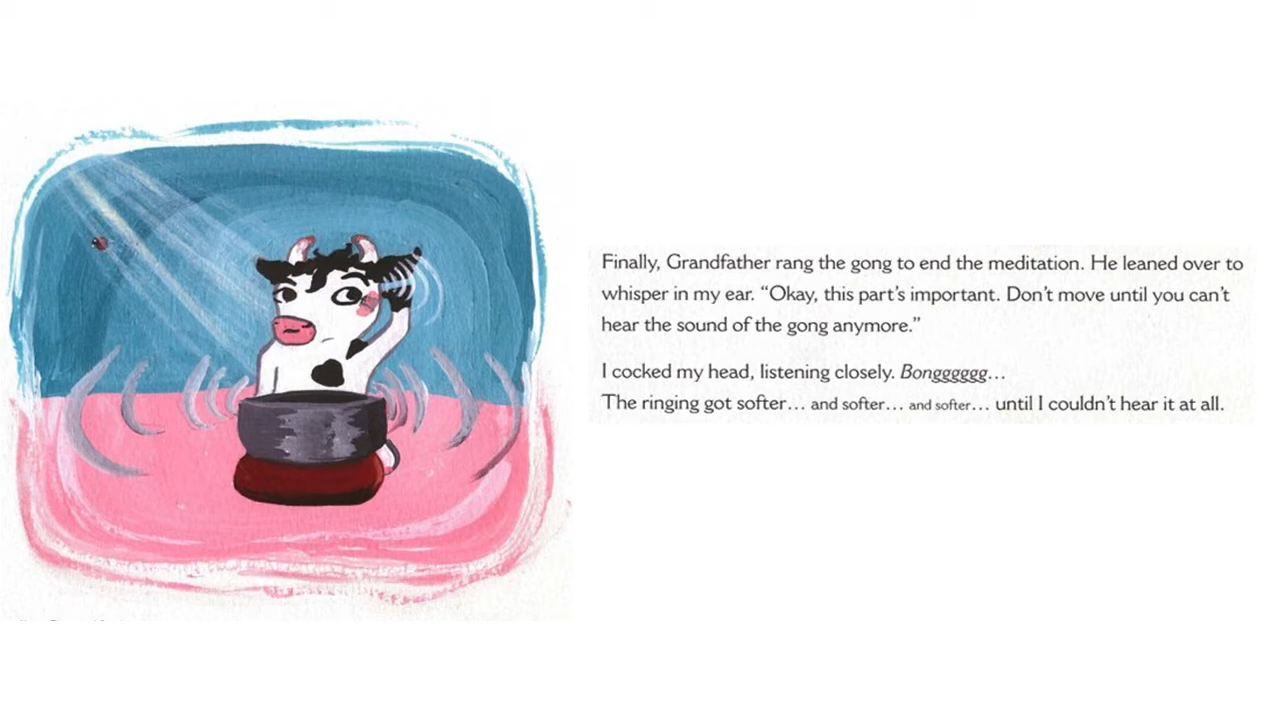 Finally, Grandfather rang the gong to end the meditation. He leaned over to
whisper in my ear. “Okay, this part’s important. Don’t move until you can’t
hear the sound of the gong anymore.”
I cocked my head, listening closely. Bongggggg…
The ringing got softer… and softer… and softer… until I couldn’t hear it at all.